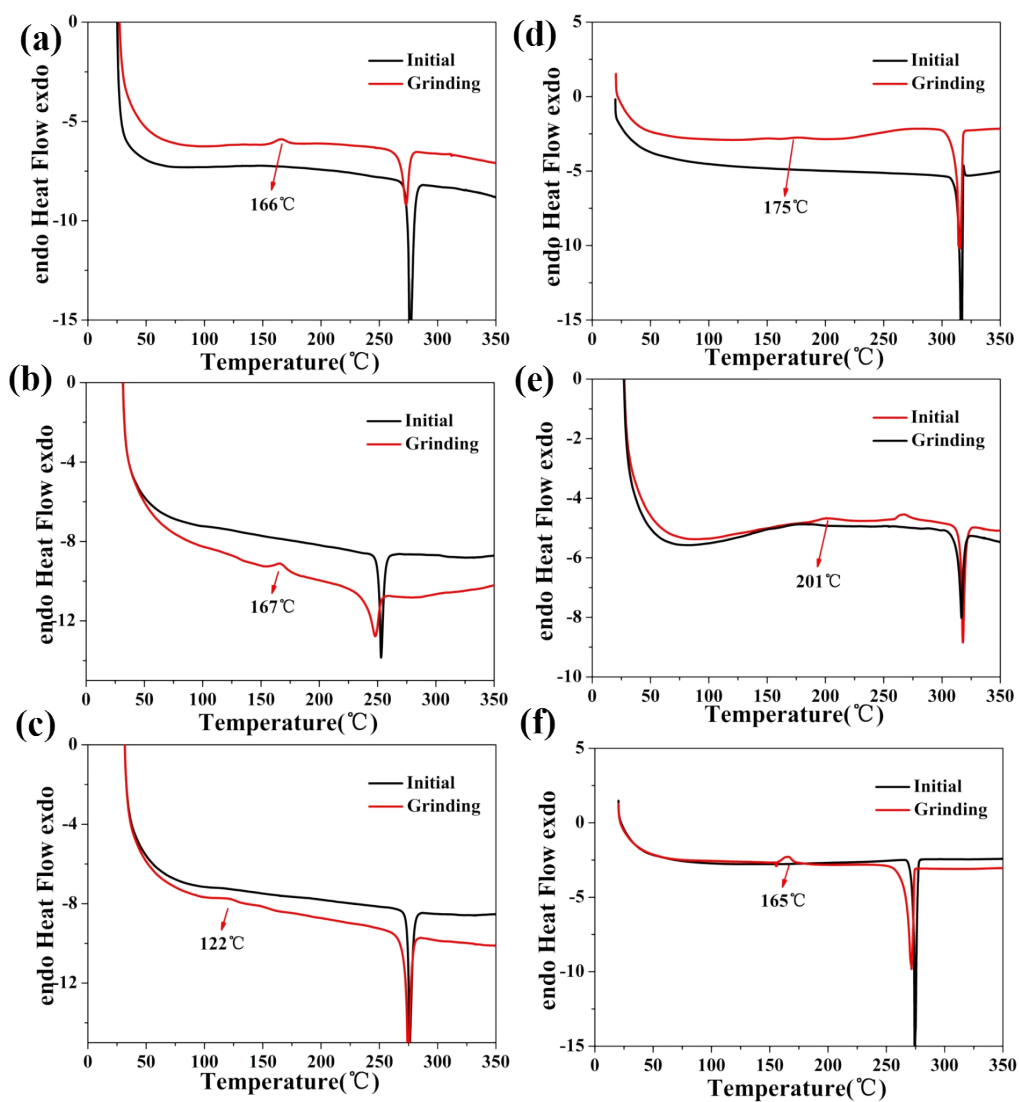 (a)
endo Heat Flow exdo
0
-5
-10
-15
Initial
Grinding
166℃
0 50 100 150 200 250 300 350
Temperature(℃)
(d)
endo Heat Flow exdo
5
0
-5
-10
-15
Initial
Grinding
175℃
0 50 100 150 200 250 300 350
Temperature(℃)
(b)
endo Heat Flow exdo
0
-4
-8
-12
Initial
Grinding
167℃
0 50 100 150 200 250 300 350
Temperature(℃)
(e)
endo Heat Flow exdo
0
-2
-4
-6
-8
-10
Initial
Grinding
201℃
0 50 100 150 200 250 300 350
Temperature(℃)
(c)
endo Heat Flow exdo
0
-4
-8
-12
Initial
Grinding
122℃
0 50 100 150 200 250 300 350
Temperature(℃)
(f)
endo Heat Flow exdo
5
0
-5
-10
-15
Initial
Grinding
165℃
0 50 100 150 200 250 300 350
Temperature(℃)